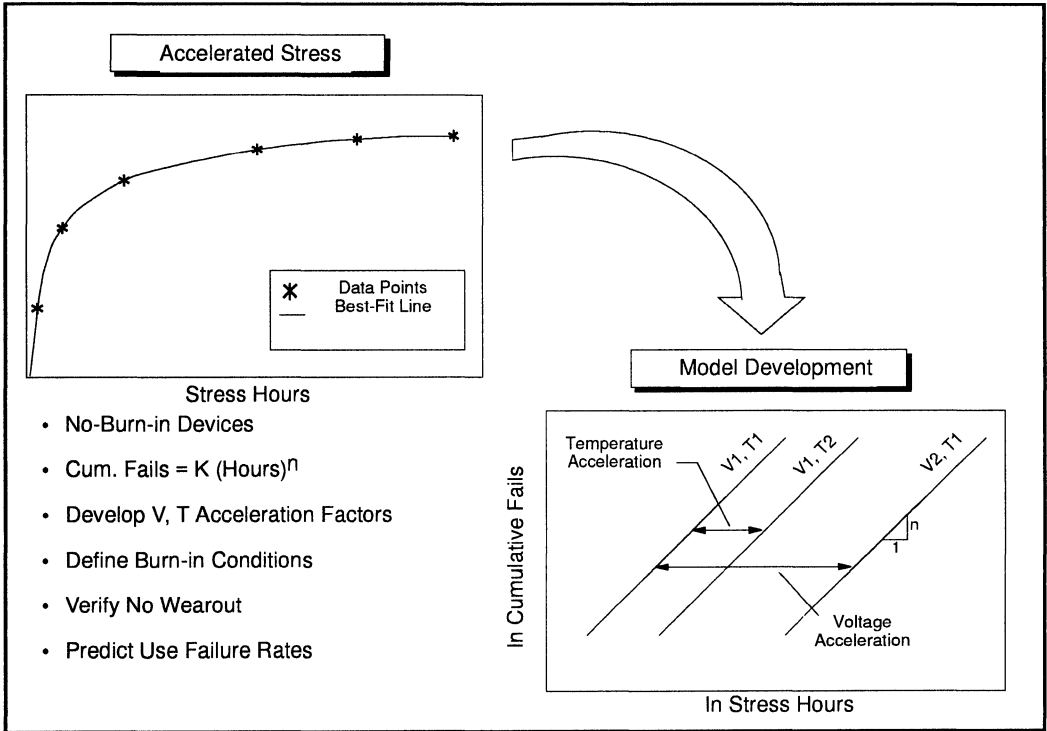 Accelerated Stress
* Data Points
— Best-Fit Line
Stress Hours
• No-Burn-in Devices
• Cum. Fails = K (Hours)ⁿ
• Develop V, T Acceleration Factors
• Define Burn-in Conditions
• Verify No Wearout
• Predict Use Failure Rates
Model Development
Temperature
Acceleration
V1, T1
V1, T2
V2, T1
n
1
Voltage
Acceleration
ln Cumulative Fails
ln Stress Hours